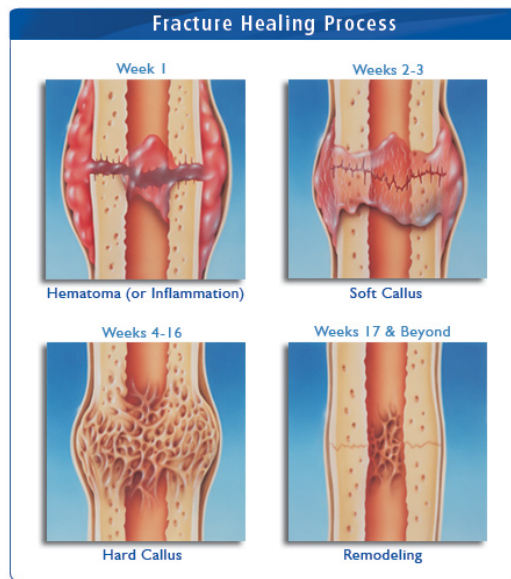 Fracture Healing Process
Week 1
Weeks 2-3
Hematoma (or Inflammation)
Soft Callus
Weeks 4-16
Weeks 17 & Beyond
Hard Callus
Remodeling